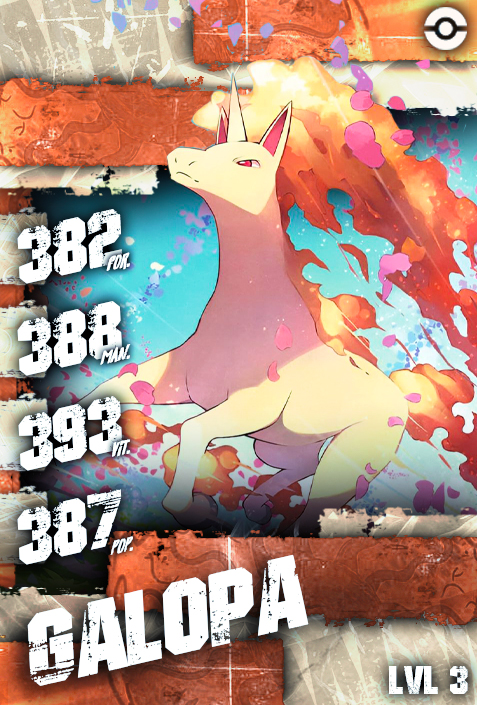 382 FOR.
388 MAN.
393 VIT.
387 POP.
GALOPA
LVL 3